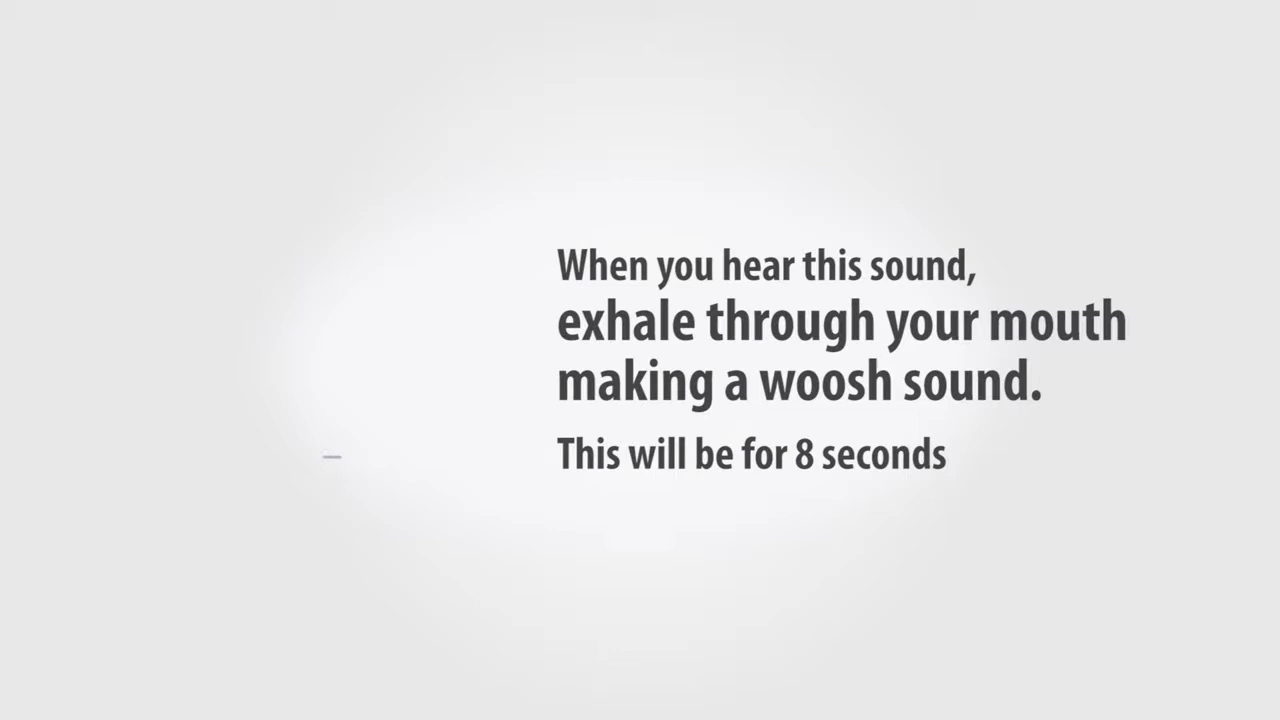 When you hear this sound,
exhale through your mouth
making a woosh sound.
This will be for 8 seconds